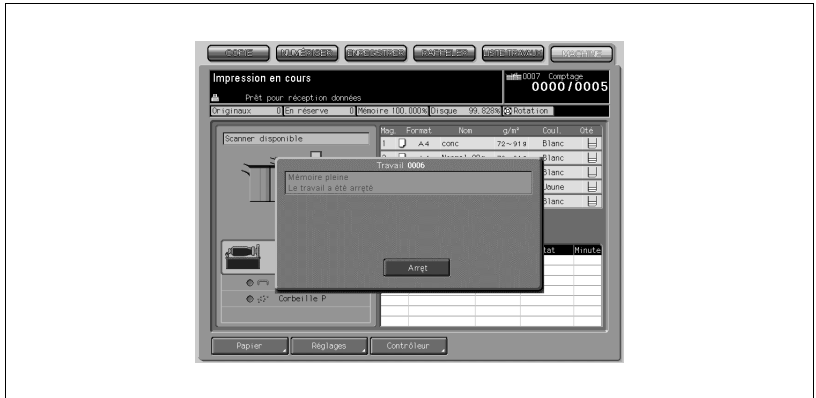 COPIE NUMÉRISER ENREGISTRER RAPPELER LISTE TRAVAUX MACHINE
Impression en cours
0007 Comptage
0000/0005
Prêt pour réception données
Originaux 0 En réserve 0 Mémoire 100.000% Disque 99.828% Rotation
Scanner disponible
Mag. Format Nom g/m² Coul. Qté
1 A4 conc 72~91g Blanc
Blanc
Blanc
Jaune
Blanc
Travail 0006
Mémoire pleine
Le travail a été arrêté
Arrêt
tat Minute
Corbeille P
Papier Réglages Contrôleur